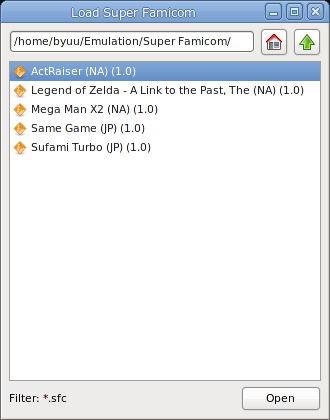 Load Super Famicom
/home/byuu/Emulation/Super Famicom/
ActRaiser (NA) (1.0)
Legend of Zelda - A Link to the Past, The (NA) (1.0)
Mega Man X2 (NA) (1.0)
Same Game (JP) (1.0)
Sufami Turbo (JP) (1.0)
Filter: *.sfc
Open